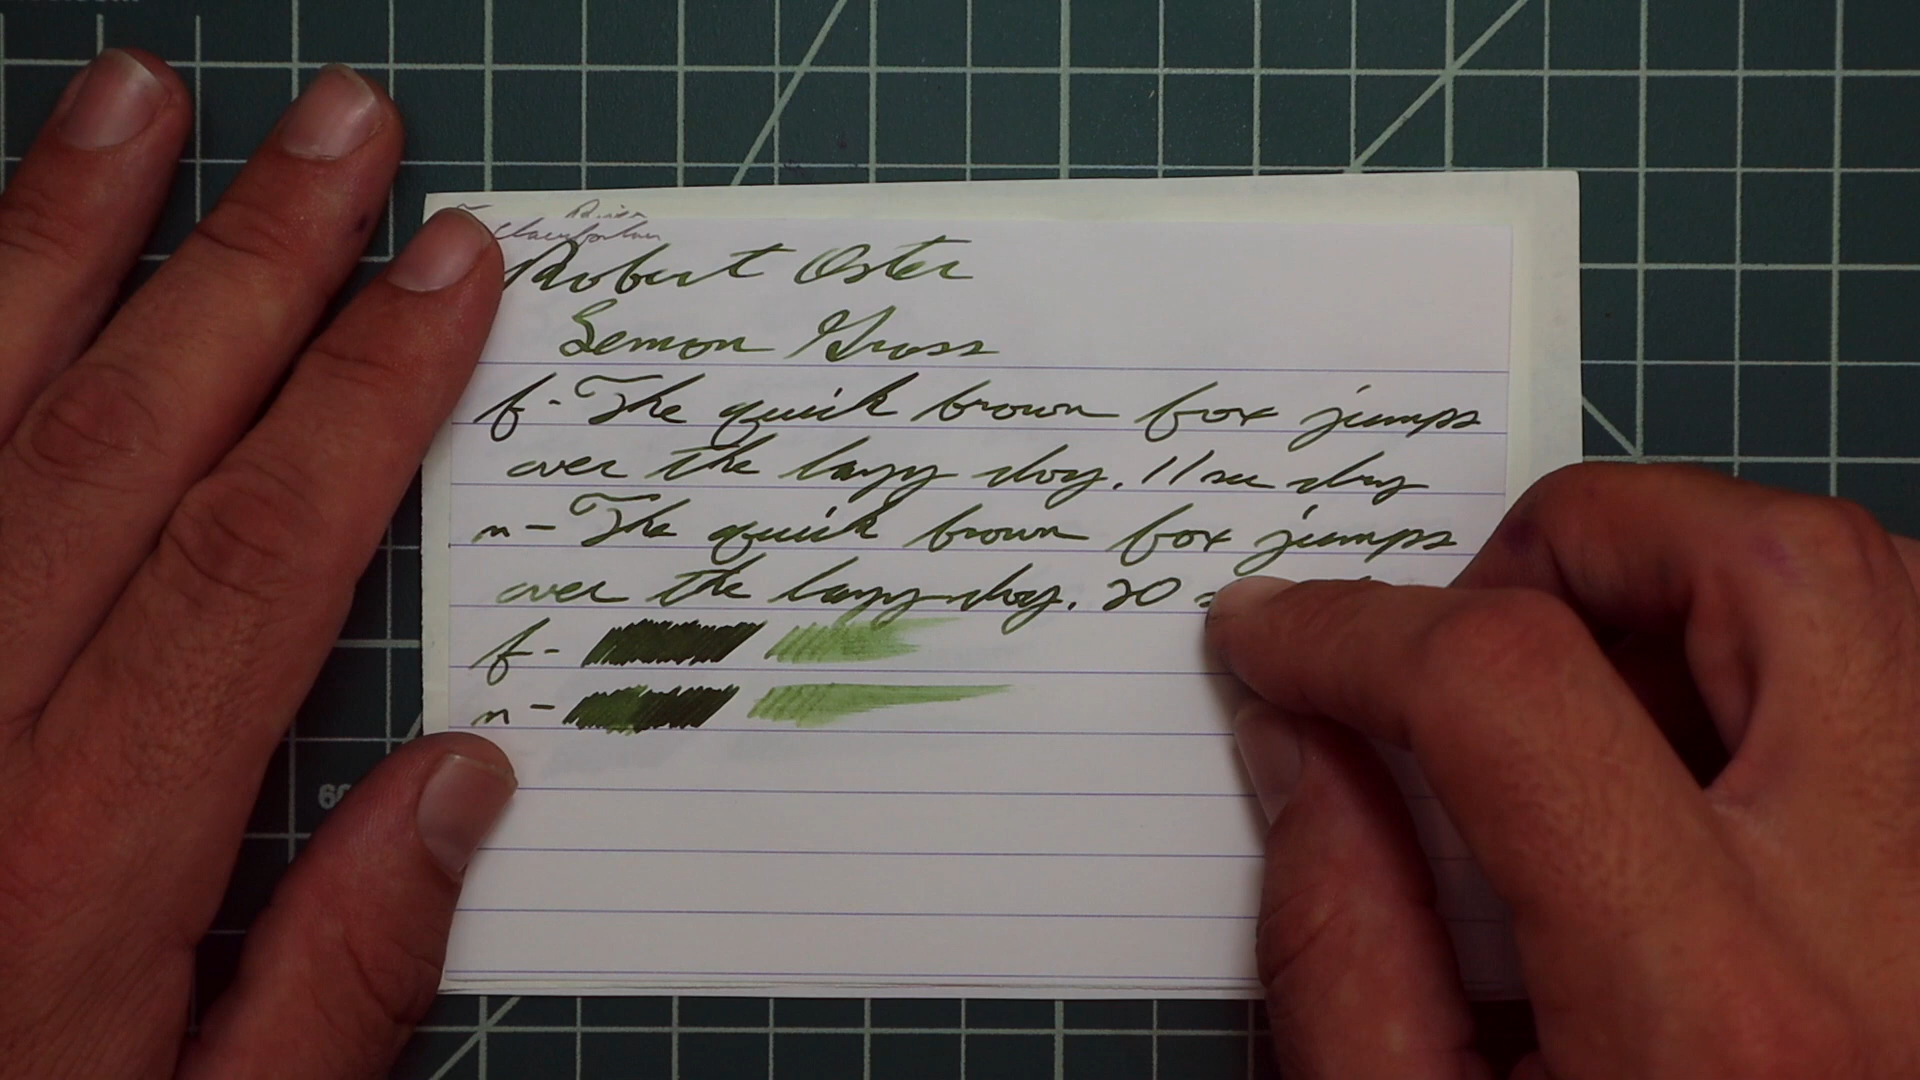 Robert Oster
Lemon Grass
f - The quick brown fox jumps
over the lazy dog. 11 sec dry
m - The quick brown fox jumps
over the lazy dog. 20
f -
m -
60